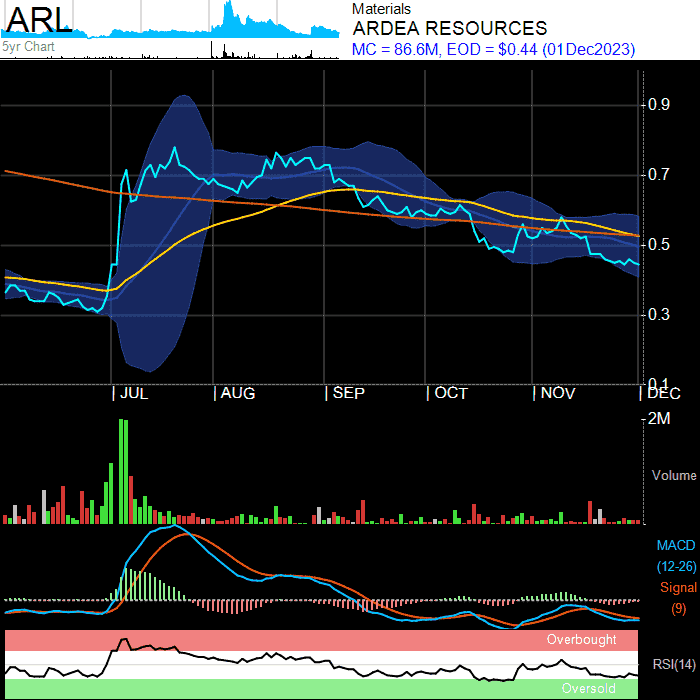 ARL
5yr Chart
Materials
ARDEA RESOURCES
MC = 86.6M, EOD = $0.44 (01Dec2023)
0.9
0.7
0.5
0.3
0.1
JUL
AUG
SEP
OCT
NOV
DEC
2M
Volume
MACD
(12-26)
Signal
(9)
Overbought
RSI(14)
Oversold